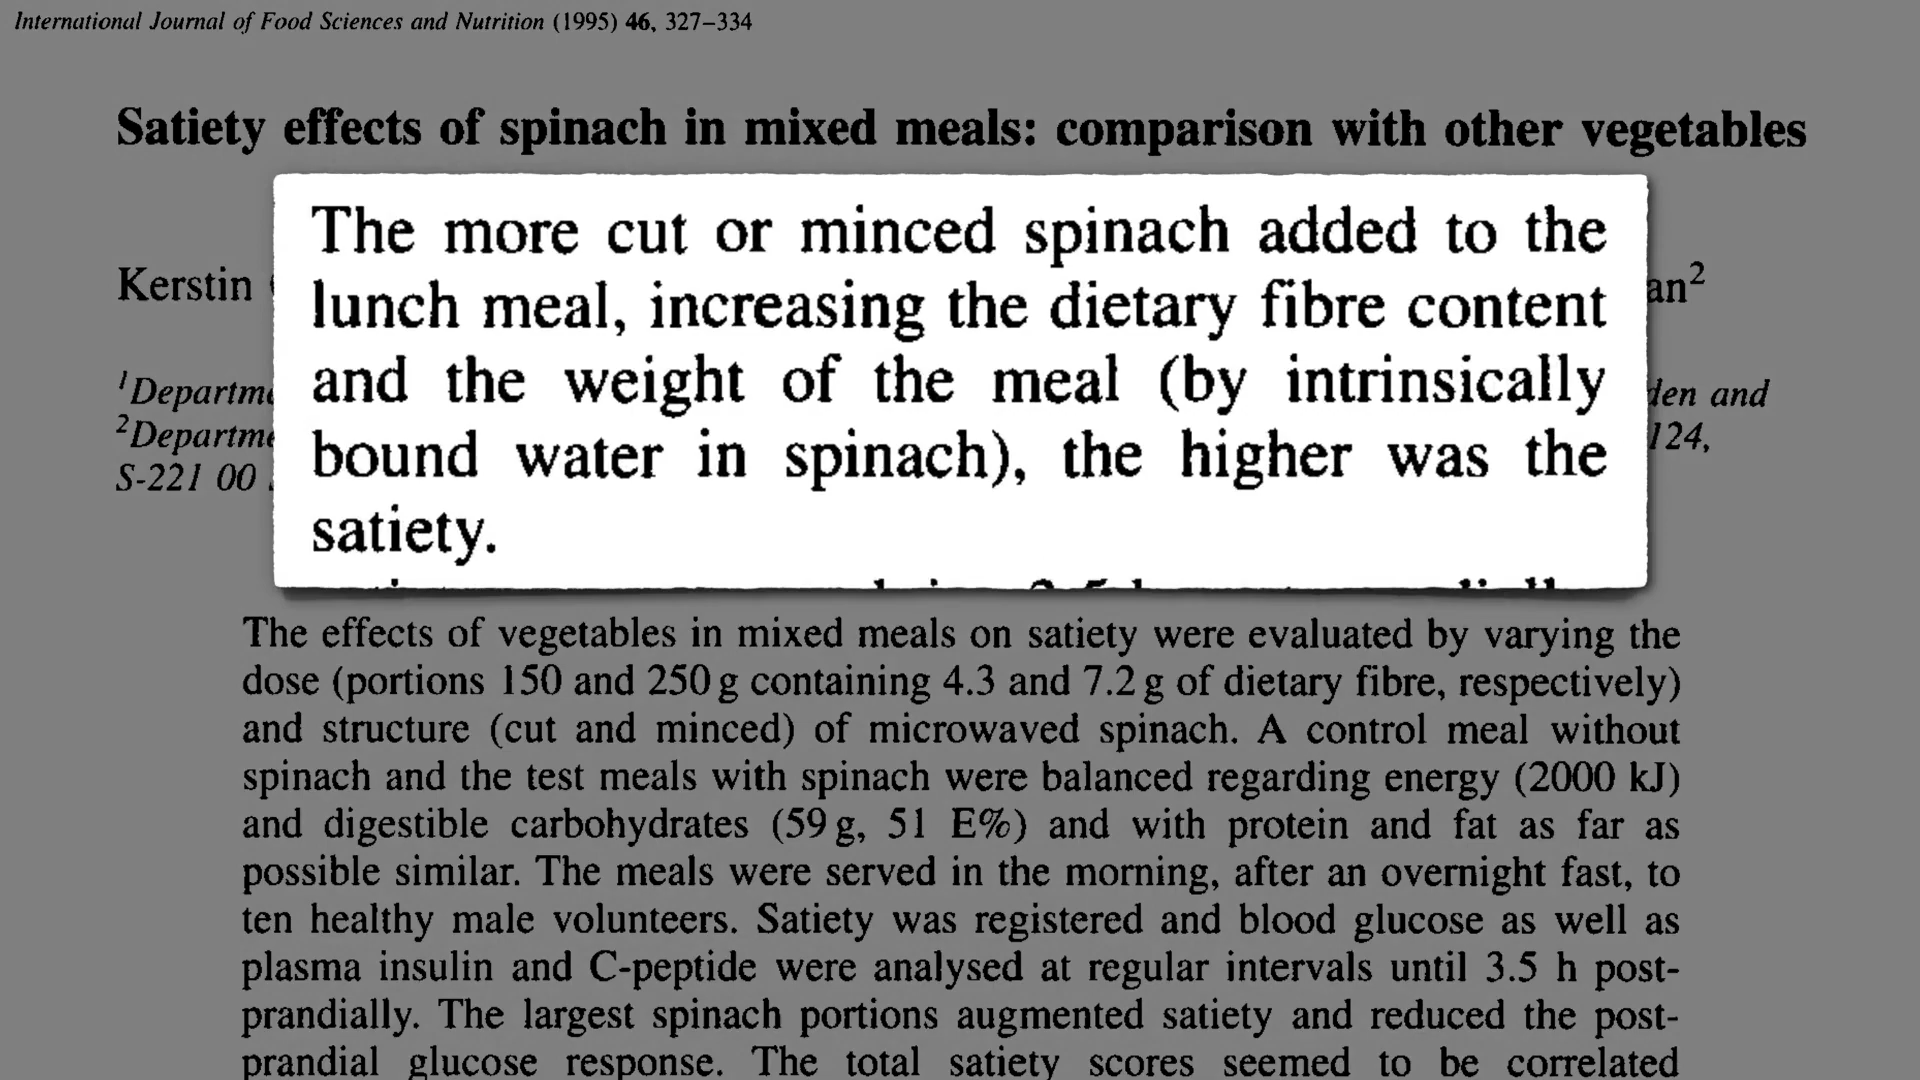 International Journal of Food Sciences and Nutrition (1995) 46, 327–334
Satiety effects of spinach in mixed meals: comparison with other vegetables
The more cut or minced spinach added to the
lunch meal, increasing the dietary fibre content
and the weight of the meal (by intrinsically
bound water in spinach), the higher was the
satiety.
Kerstin
an²
¹Departme
den and
²Departme
124,
S-221 00
The effects of vegetables in mixed meals on satiety were evaluated by varying the
dose (portions 150 and 250 g containing 4.3 and 7.2 g of dietary fibre, respectively)
and structure (cut and minced) of microwaved spinach. A control meal without
spinach and the test meals with spinach were balanced regarding energy (2000 kJ)
and digestible carbohydrates (59 g, 51 E%) and with protein and fat as far as
possible similar. The meals were served in the morning, after an overnight fast, to
ten healthy male volunteers. Satiety was registered and blood glucose as well as
plasma insulin and C-peptide were analysed at regular intervals until 3.5 h post-
prandially. The largest spinach portions augmented satiety and reduced the post-
prandial glucose response. The total satiety scores seemed to be correlated